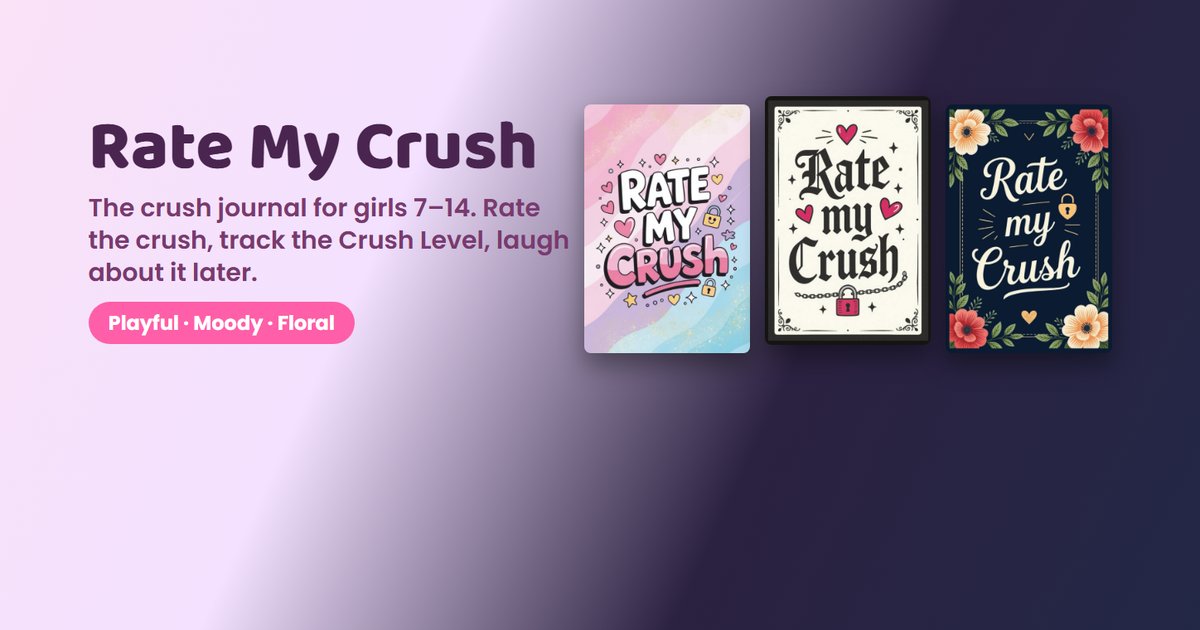 Rate My Crush
The crush journal for girls 7–14. Rate
the crush, track the Crush Level, laugh
about it later.
Playful · Moody · Floral
RATE
MY
CRUSH
Rate
my
Crush
Rate
my
Crush